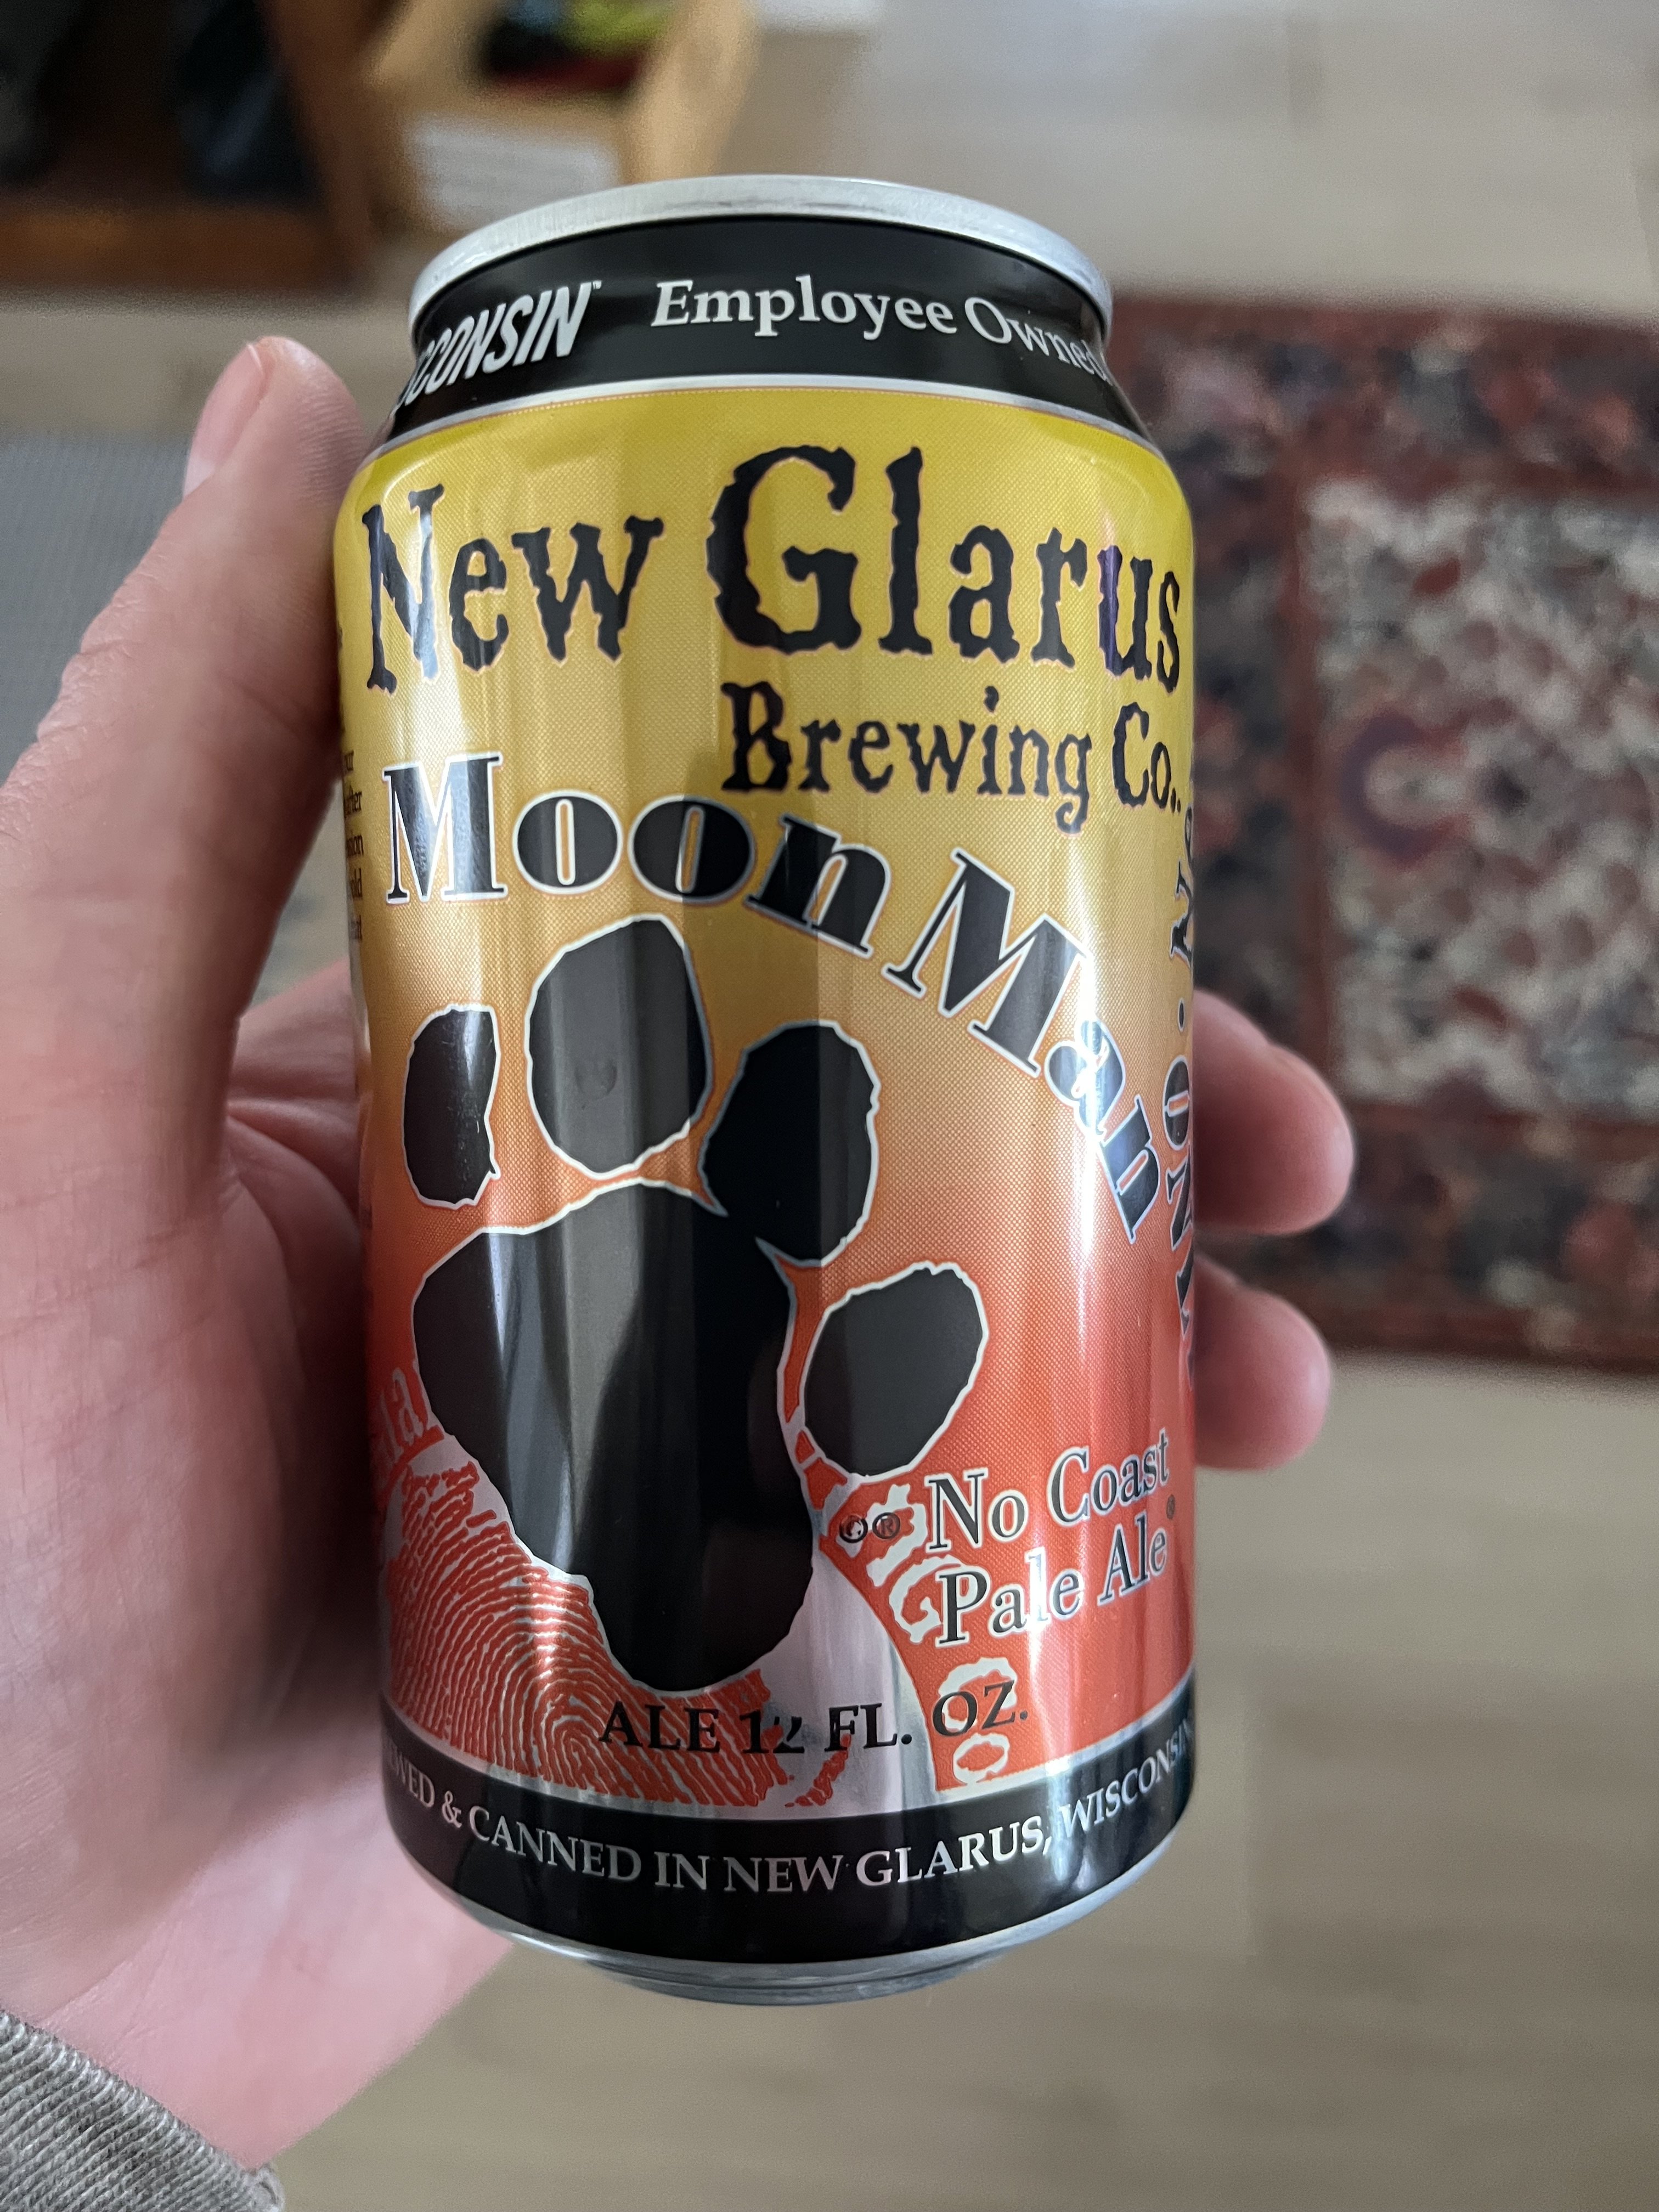 Employee Owned
New Glarus
Brewing Co.
Moon Man
©® No Coast
Pale Ale®
ALE 12 FL. OZ.
& CANNED IN NEW GLARUS, WISCONSIN